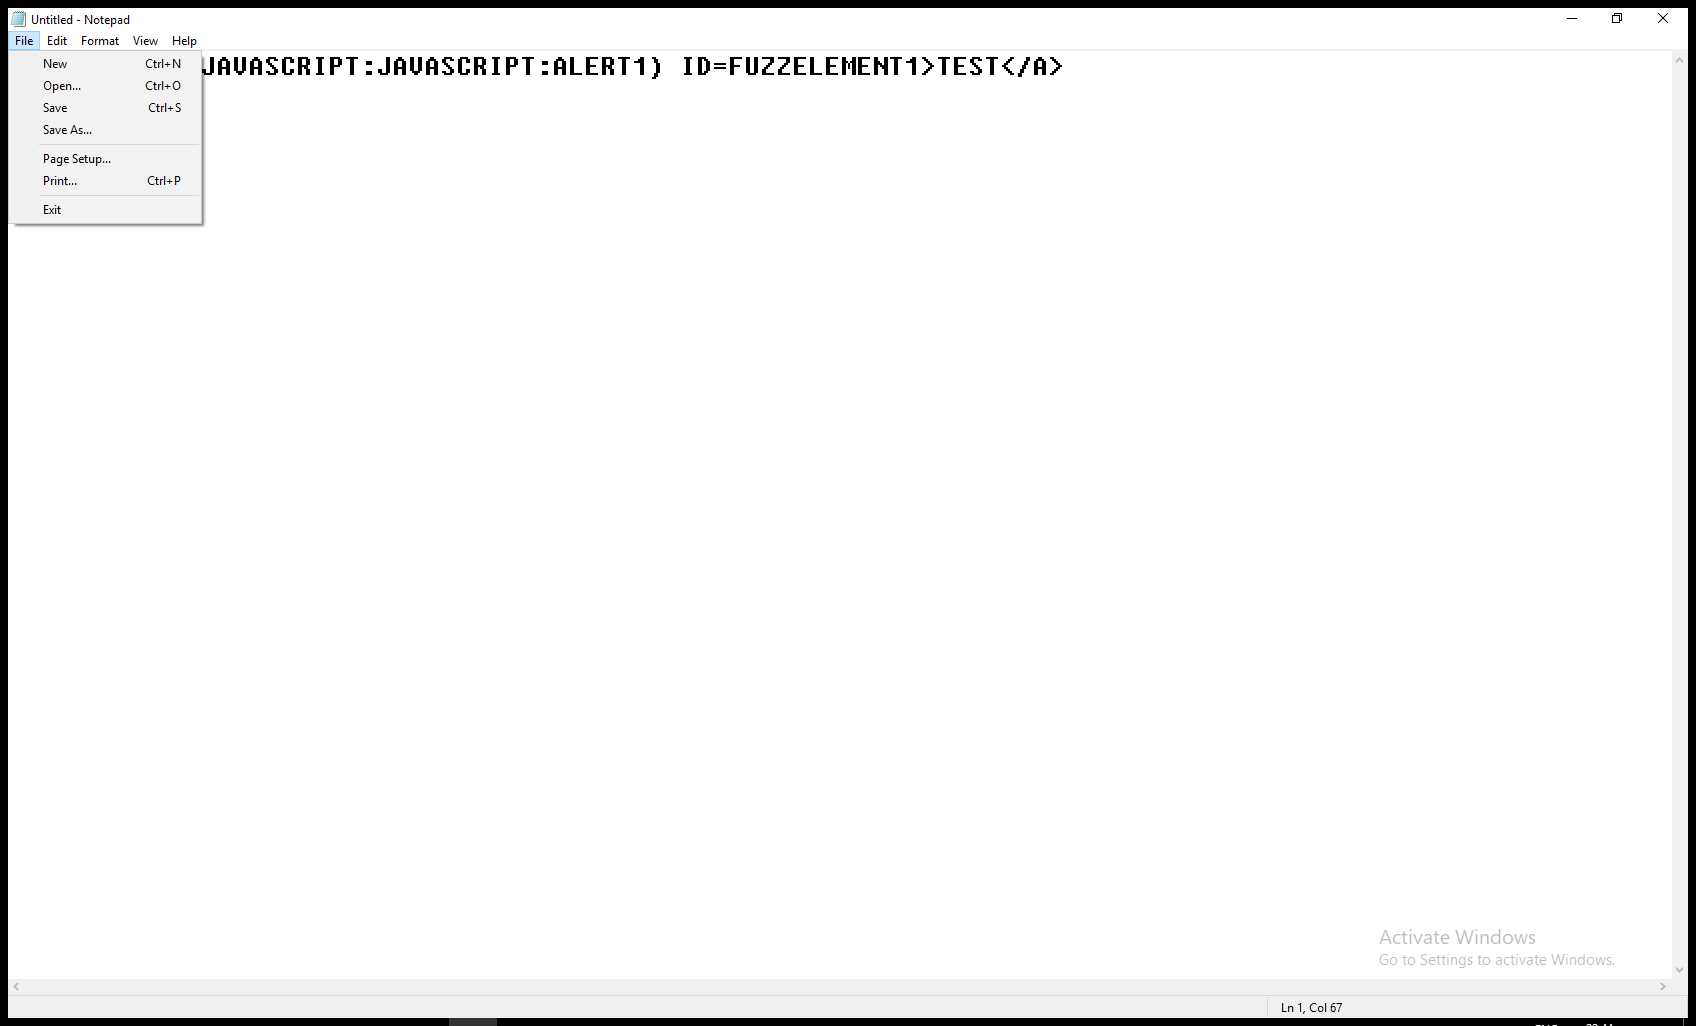 Untitled - Notepad
File Edit Format View Help
JAVASCRIPT:JAVASCRIPT:ALERT1) ID=FUZZELEMENT1>TEST</A>
New Ctrl+N
Open... Ctrl+O
Save Ctrl+S
Save As...
Page Setup...
Print... Ctrl+P
Exit
Activate Windows
Go to Settings to activate Windows.
Ln 1, Col 67